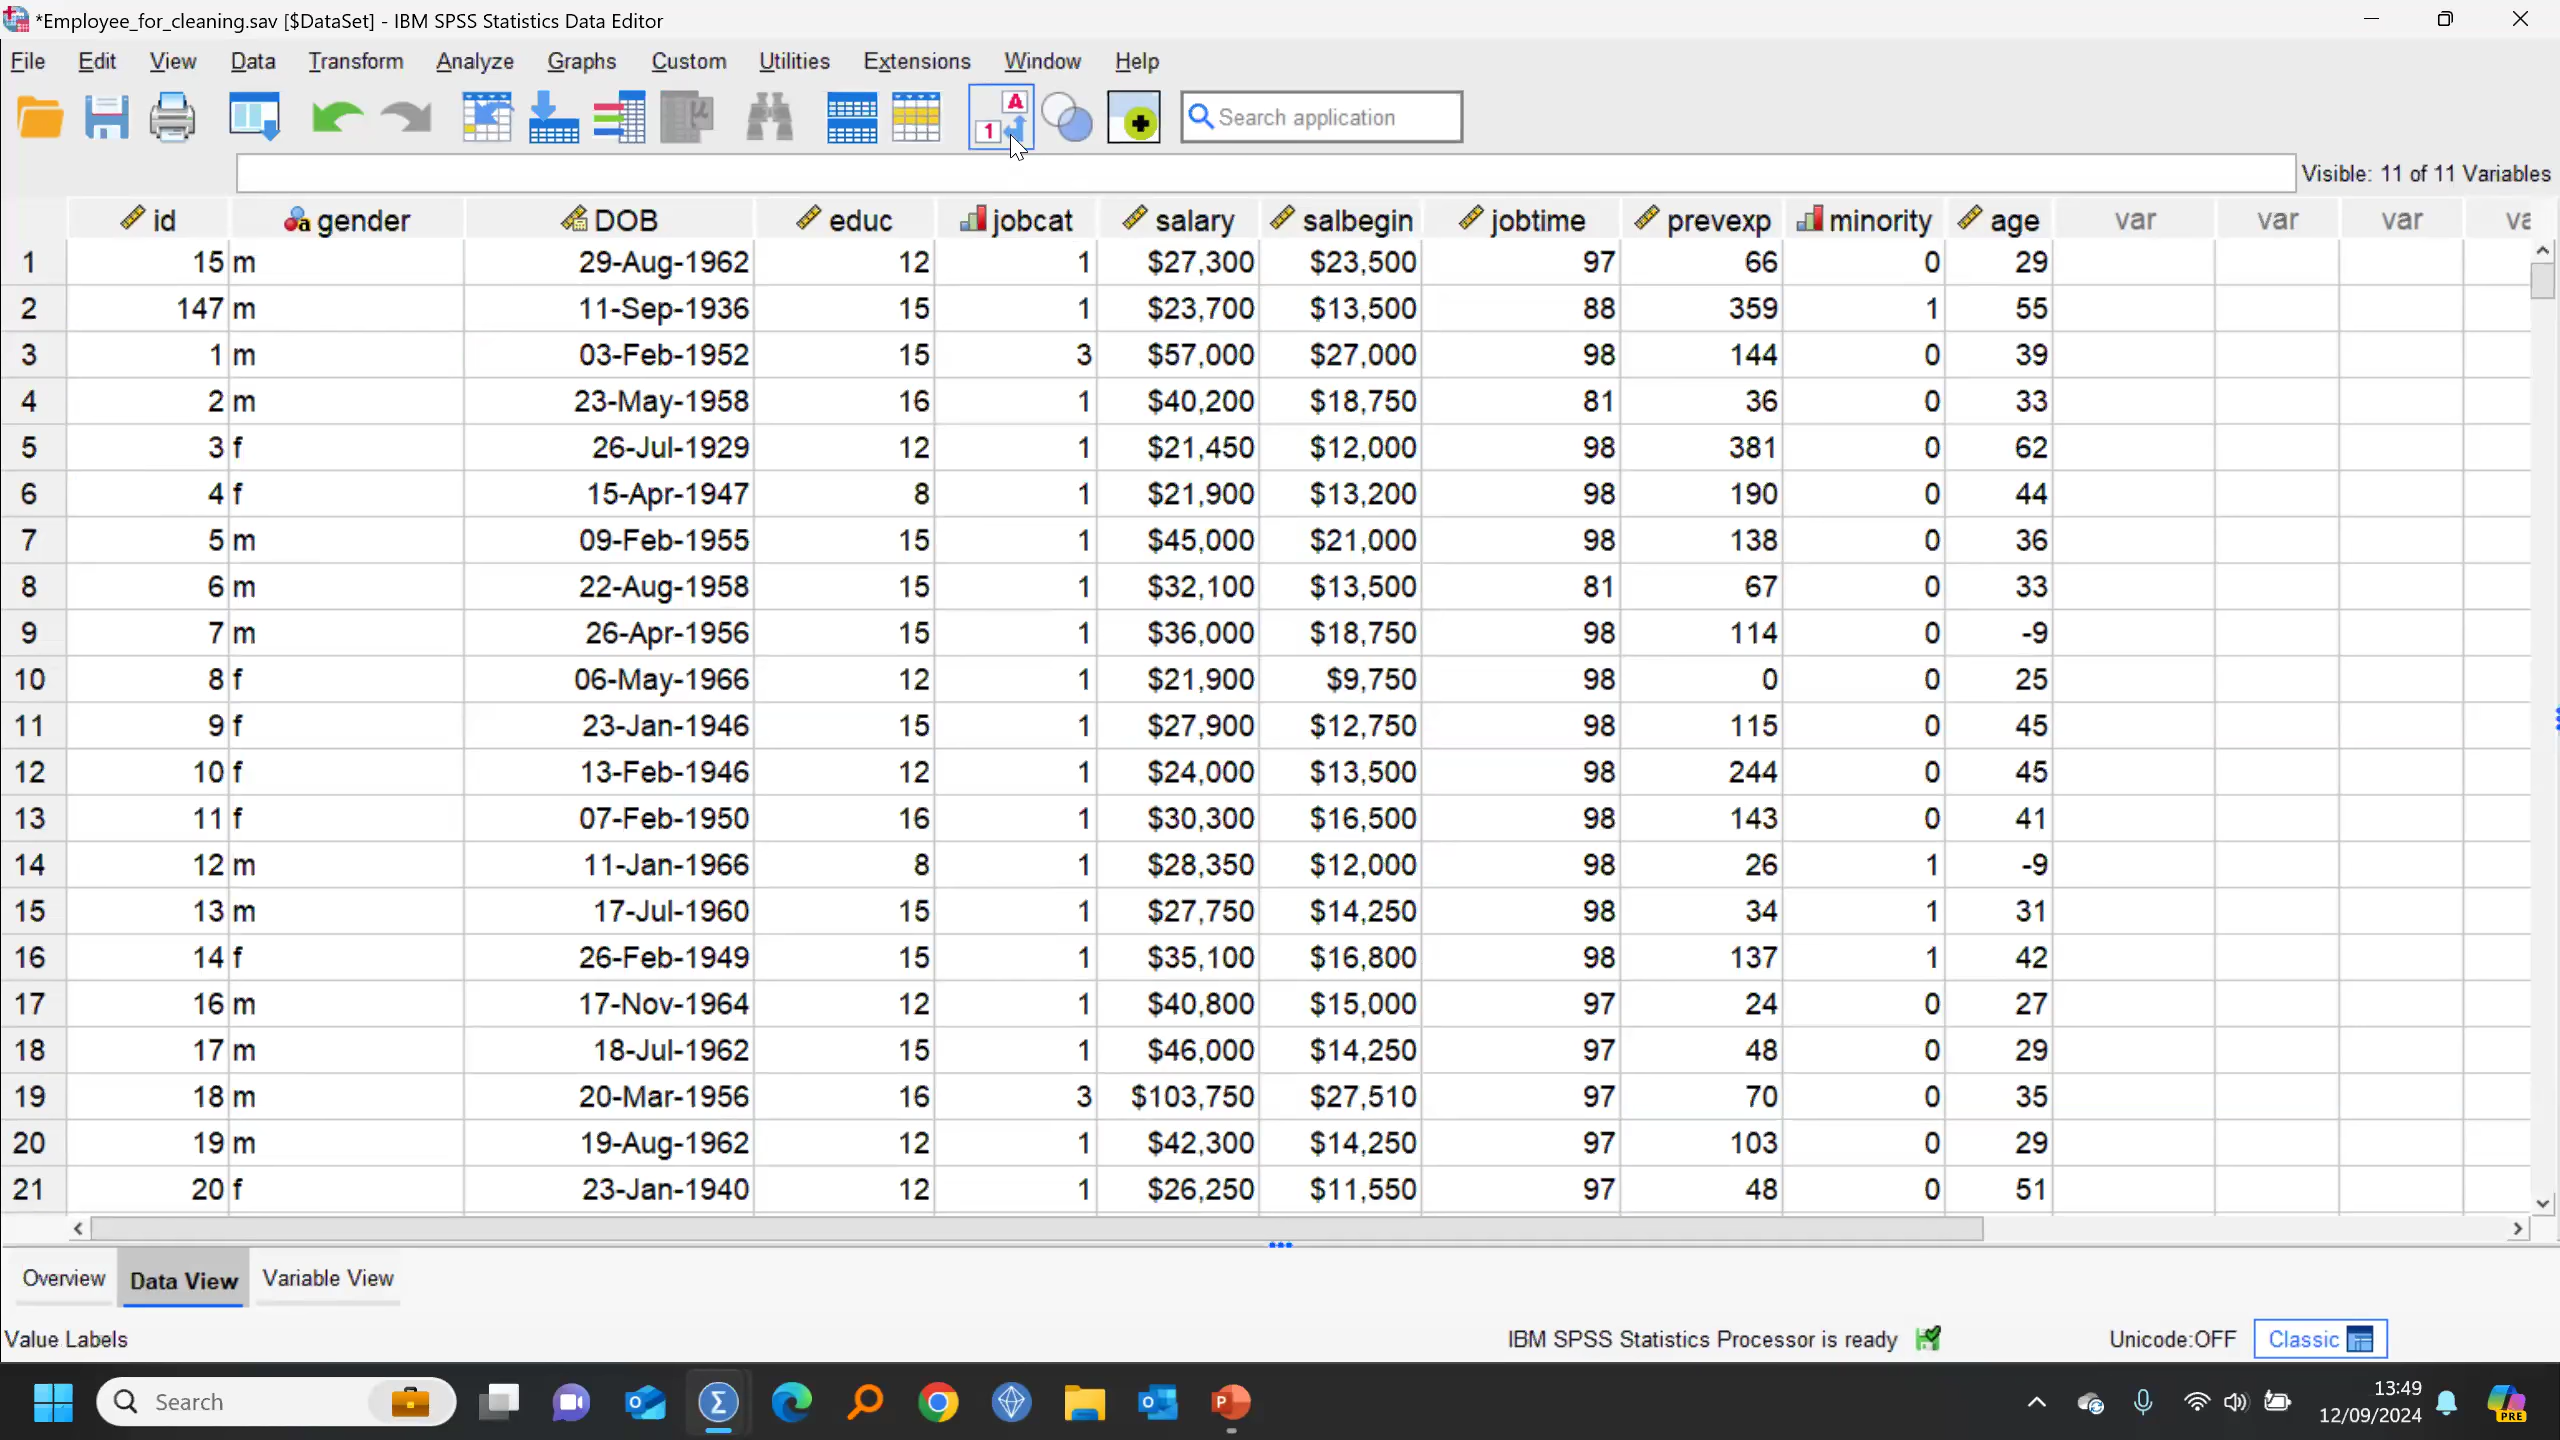 *Employee_for_cleaning.sav [$DataSet] - IBM SPSS Statistics Data Editor
File Edit View Data Transform Analyze Graphs Custom Utilities Extensions Window Help
A 1 µ Search application
Visible: 11 of 11 Variables
id gender DOB educ jobcat salary salbegin jobtime prevexp minority age var var var va
1 15 m 29-Aug-1962 12 1 $27,300 $23,500 97 66 0 29
2 147 m 11-Sep-1936 15 1 $23,700 $13,500 88 359 1 55
3 1 m 03-Feb-1952 15 3 $57,000 $27,000 98 144 0 39
4 2 m 23-May-1958 16 1 $40,200 $18,750 81 36 0 33
5 3 f 26-Jul-1929 12 1 $21,450 $12,000 98 381 0 62
6 4 f 15-Apr-1947 8 1 $21,900 $13,200 98 190 0 44
7 5 m 09-Feb-1955 15 1 $45,000 $21,000 98 138 0 36
8 6 m 22-Aug-1958 15 1 $32,100 $13,500 81 67 0 33
9 7 m 26-Apr-1956 15 1 $36,000 $18,750 98 114 0 -9
10 8 f 06-May-1966 12 1 $21,900 $9,750 98 0 0 25
11 9 f 23-Jan-1946 15 1 $27,900 $12,750 98 115 0 45
12 10 f 13-Feb-1946 12 1 $24,000 $13,500 98 244 0 45
13 11 f 07-Feb-1950 16 1 $30,300 $16,500 98 143 0 41
14 12 m 11-Jan-1966 8 1 $28,350 $12,000 98 26 1 -9
15 13 m 17-Jul-1960 15 1 $27,750 $14,250 98 34 1 31
16 14 f 26-Feb-1949 15 1 $35,100 $16,800 98 137 1 42
17 16 m 17-Nov-1964 12 1 $40,800 $15,000 97 24 0 27
18 17 m 18-Jul-1962 15 1 $46,000 $14,250 97 48 0 29
19 18 m 20-Mar-1956 16 3 $103,750 $27,510 97 70 0 35
20 19 m 19-Aug-1962 12 1 $42,300 $14,250 97 103 0 29
21 20 f 23-Jan-1940 12 1 $26,250 $11,550 97 48 0 51
Overview Data View Variable View
Value Labels IBM SPSS Statistics Processor is ready Unicode:OFF Classic
Search 13:49
12/09/2024 PRE